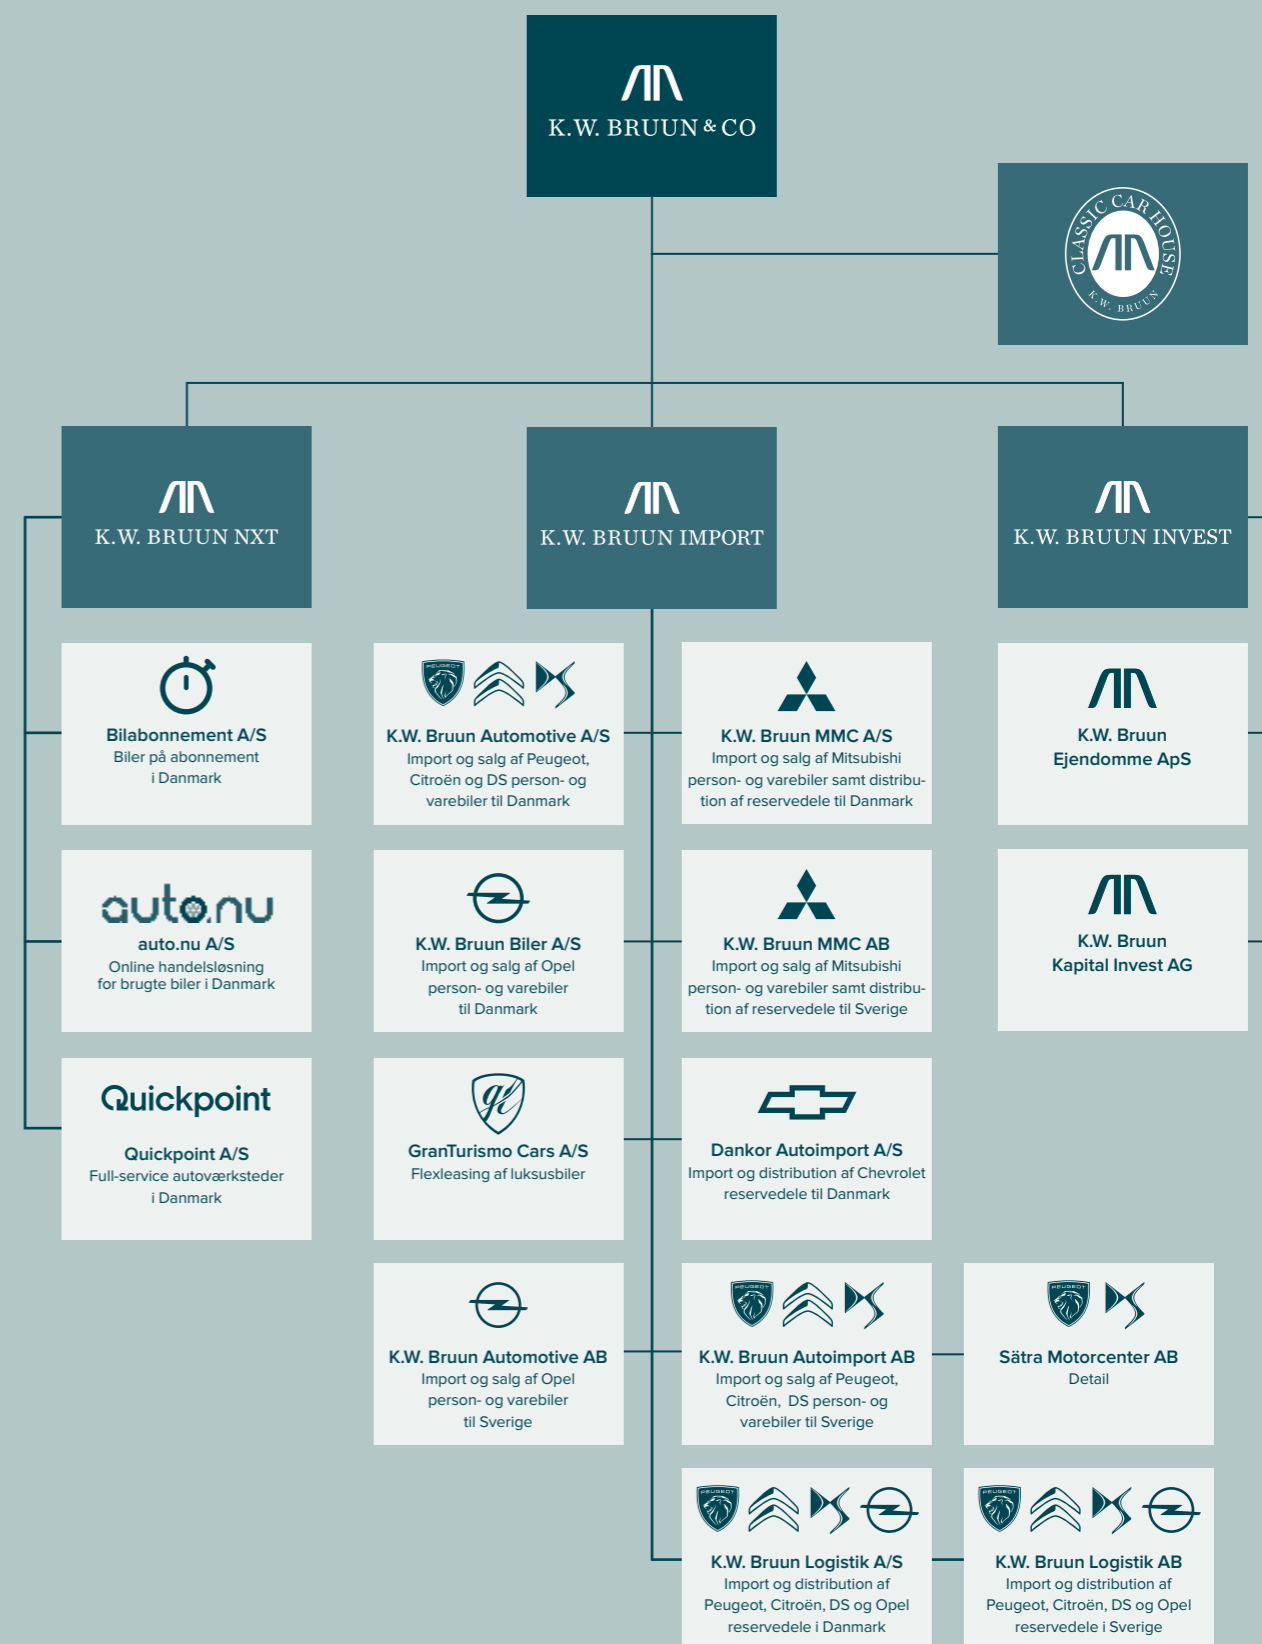 K.W. BRUUN & CO
CLASSIC CAR HOUSE
K.W. BRUUN
K.W. BRUUN NXT
K.W. BRUUN IMPORT
K.W. BRUUN INVEST
Bilabonnement A/S
Biler på abonnement
i Danmark
auto.nu
auto.nu A/S
Online handelsløsning
for brugte biler i Danmark
Quickpoint
Quickpoint A/S
Full-service autoværksteder
i Danmark
PEUGEOT
K.W. Bruun Automotive A/S
Import og salg af Peugeot,
Citroën og DS person- og
varebiler til Danmark
K.W. Bruun MMC A/S
Import og salg af Mitsubishi
person- og varebiler samt distribu-
tion af reservedele til Danmark
K.W. Bruun
Ejendomme ApS
K.W. Bruun Biler A/S
Import og salg af Opel
person- og varebiler
til Danmark
K.W. Bruun MMC AB
Import og salg af Mitsubishi
person- og varebiler samt distribu-
tion af reservedele til Sverige
K.W. Bruun
Kapital Invest AG
GranTurismo Cars A/S
Flexleasing af luksusbiler
Dankor Autoimport A/S
Import og distribution af Chevrolet
reservedele til Danmark
K.W. Bruun Automotive AB
Import og salg af Opel
person- og varebiler
til Sverige
PEUGEOT
K.W. Bruun Autoimport AB
Import og salg af Peugeot,
Citroën, DS person- og
varebiler til Sverige
PEUGEOT
Sätra Motorcenter AB
Detail
PEUGEOT
K.W. Bruun Logistik A/S
Import og distribution af
Peugeot, Citroën, DS og Opel
reservedele i Danmark
PEUGEOT
K.W. Bruun Logistik AB
Import og distribution af
Peugeot, Citroën, DS og Opel
reservedele i Sverige